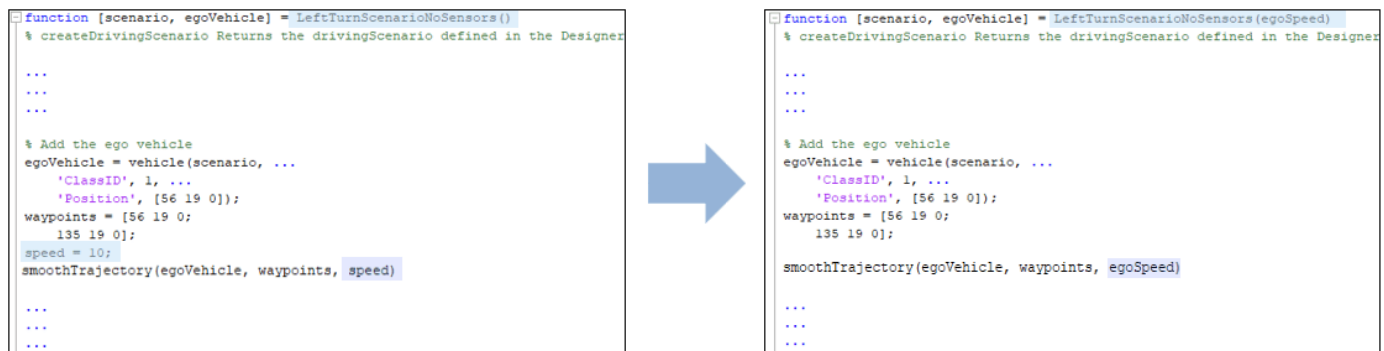 function [scenario, egoVehicle] = LeftTurnScenarioNoSensors()
% createDrivingScenario Returns the drivingScenario defined in the Designer
...
...
...
% Add the ego vehicle
egoVehicle = vehicle(scenario, ...
'ClassID', 1, ...
'Position', [56 19 0]);
waypoints = [56 19 0;
135 19 0];
speed = 10;
smoothTrajectory(egoVehicle, waypoints, speed)
...
...
...
function [scenario, egoVehicle] = LeftTurnScenarioNoSensors(egoSpeed)
% createDrivingScenario Returns the drivingScenario defined in the Designer
...
...
...
% Add the ego vehicle
egoVehicle = vehicle(scenario, ...
'ClassID', 1, ...
'Position', [56 19 0]);
waypoints = [56 19 0;
135 19 0];
smoothTrajectory(egoVehicle, waypoints, egoSpeed)
...
...
...